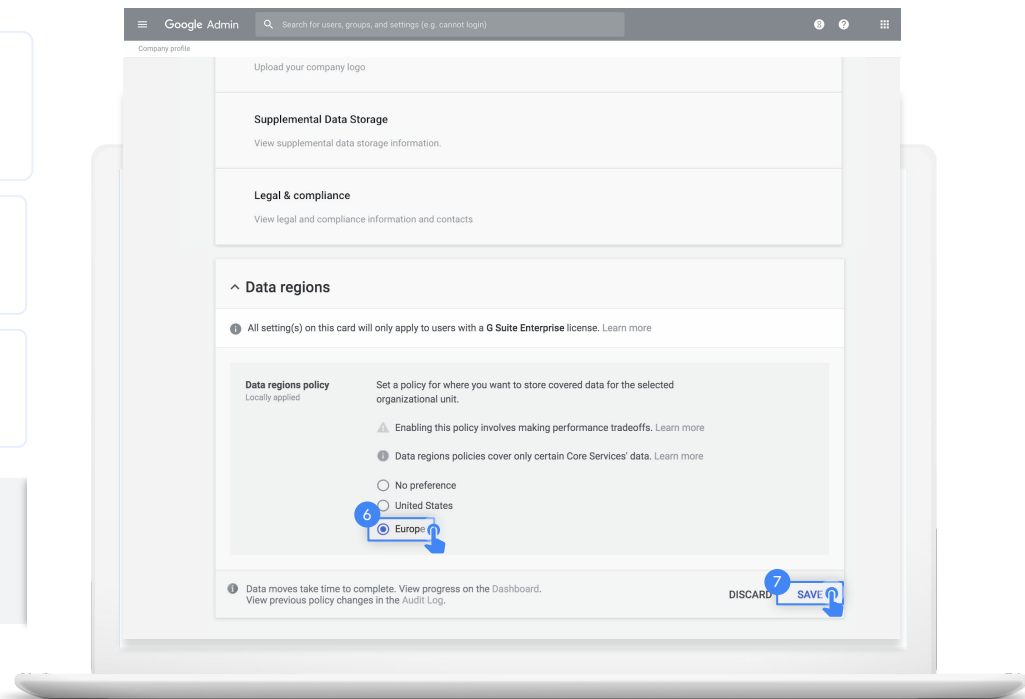 Google Admin
Search for users, groups, and settings (e.g. cannot login)
Company profile
Upload your company logo
Supplemental Data Storage
View supplemental data storage information.
Legal & compliance
View legal and compliance information and contacts
Data regions
All setting(s) on this card will only apply to users with a G Suite Enterprise license. Learn more
Data regions policy
Locally applied
Set a policy for where you want to store covered data for the selected
organizational unit.
Enabling this policy involves making performance tradeoffs. Learn more
Data regions policies cover only certain Core Services' data. Learn more
No preference
United States
6
Europe
Data moves take time to complete. View progress on the Dashboard.
View previous policy changes in the Audit Log.
DISCARD
7
SAVE